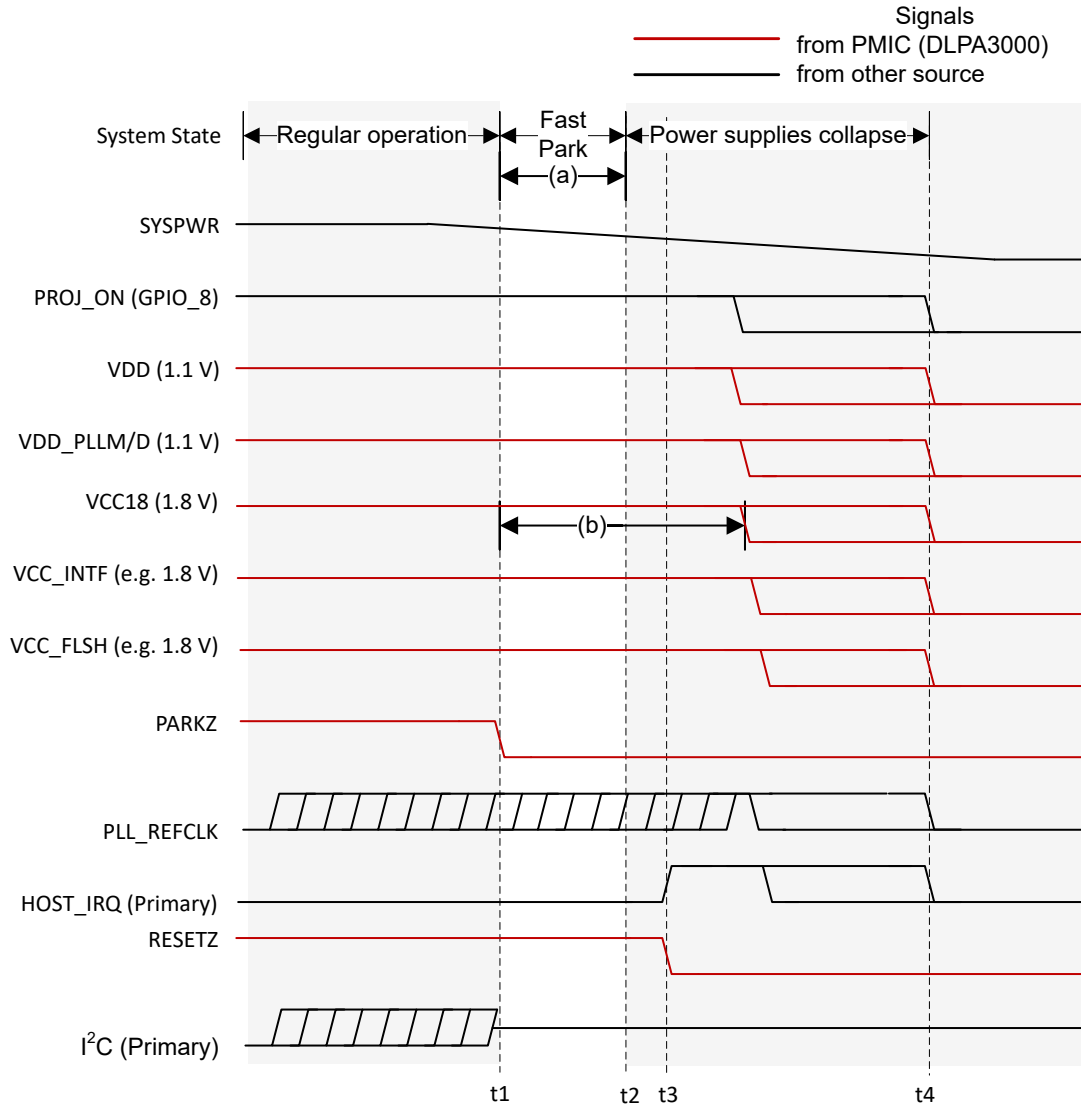 Signals
from PMIC (DLPA3000)
from other source
System State
Regular operation
Fast
Park
(a)
Power supplies collapse
SYSPWR
PROJ_ON (GPIO_8)
VDD (1.1 V)
VDD_PLLM/D (1.1 V)
VCC18 (1.8 V)
(b)
VCC_INTF (e.g. 1.8 V)
VCC_FLSH (e.g. 1.8 V)
PARKZ
PLL_REFCLK
HOST_IRQ (Primary)
RESETZ
I²C (Primary)
t1 t2 t3 t4